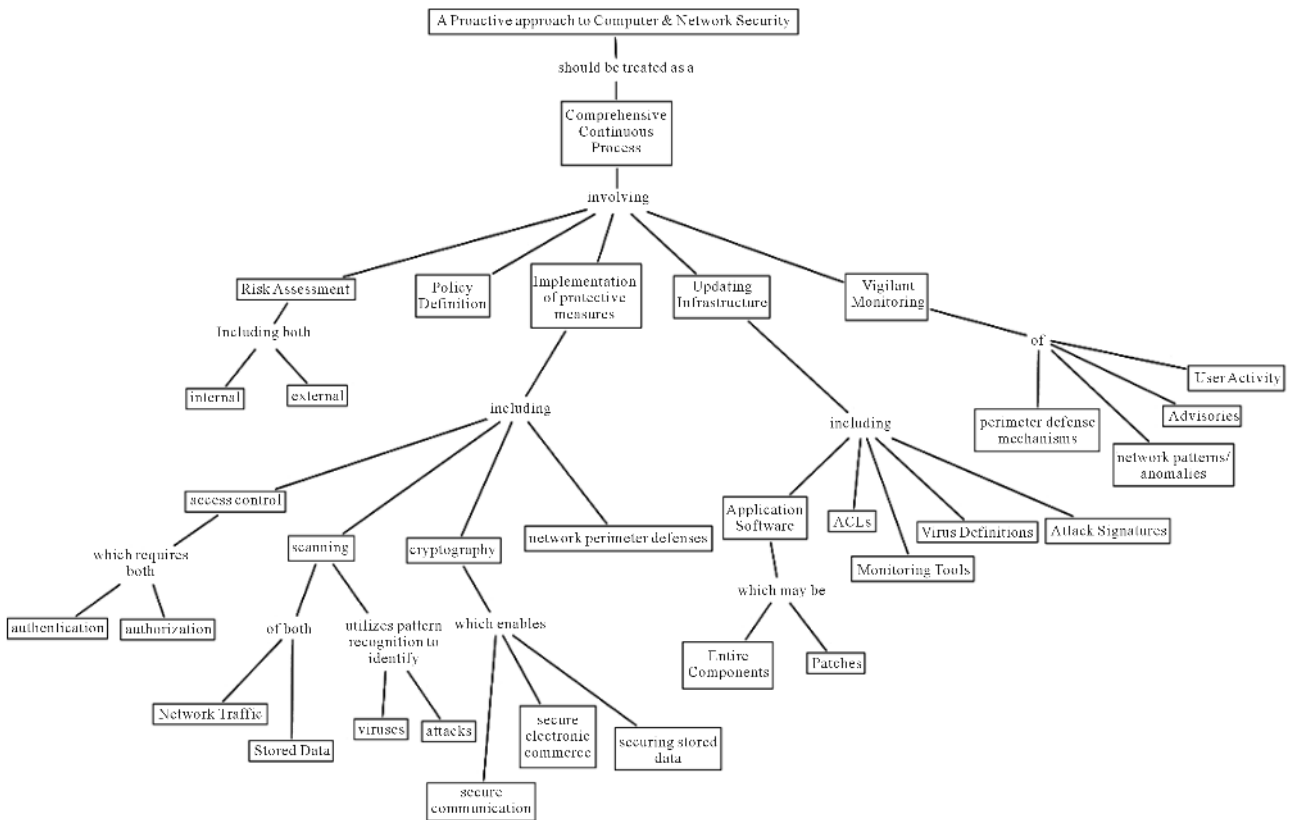 A Proactive approach to Computer & Network Security
should be treated as a
Comprehensive
Continuous
Process
involving
Risk Assessment
Policy
Definition
Implementation
of protective
measures
Updating
Infrastructure
Vigilant
Monitoring
Including both
internal
external
of
User Activity
Advisories
perimeter defense
mechanisms
network patterns/
anomalies
including
including
access control
scanning
cryptography
network perimeter defenses
Application
Software
ACLs
Virus Definitions
Attack Signatures
Monitoring Tools
which requires
both
authentication
authorization
of both
utilizes pattern
recognition to
identify
which enables
which may be
Entire
Components
Patches
Network Traffic
Stored Data
viruses
attacks
secure
electronic
commerce
securing stored
data
secure
communication